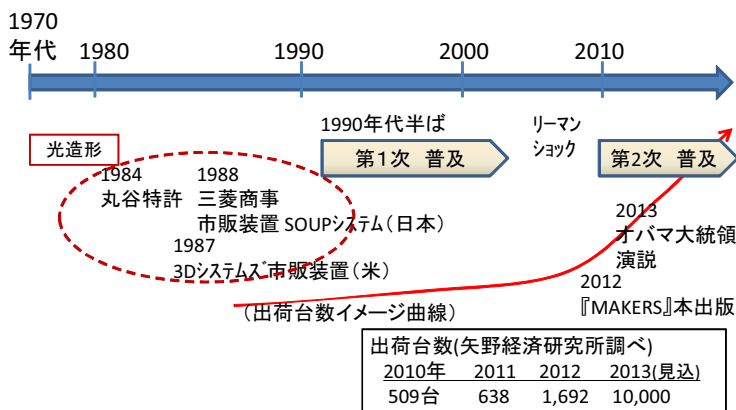 1970
年代
1980
1990
2000
2010
1990年代半ば
リーマン
ショック
光造形
第1次 普及
第2次 普及
1984
丸谷特許
1988
三菱商事
市販装置 SOUPシステム(日本)
1987
3Dシステムズ市販装置(米)
2013
オバマ大統領
演説
2012
『MAKERS』本出版
(出荷台数イメージ曲線)
出荷台数(矢野経済研究所調べ)
2010年 2011 2012 2013(見込)
509台 638 1,692 10,000